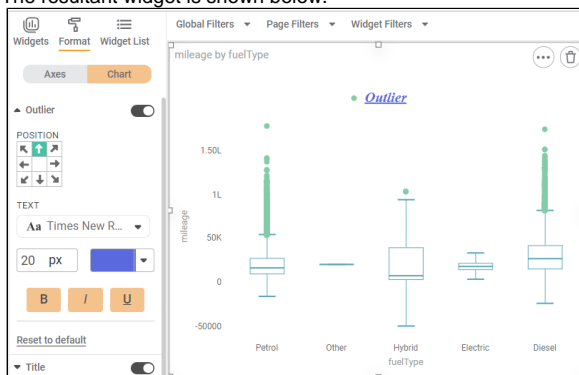 The resultant widget is shown below.
Widgets Format Widget List
Global Filters Page Filters Widget Filters
Axes Chart
mileage by fuelType
Outlier
POSITION
TEXT
Aa Times New R...
20 px
B I U
Reset to default
Title
Outlier
1.50L
1L
50K
0
-50000
mileage
Petrol Other Hybrid Electric Diesel
fuelType